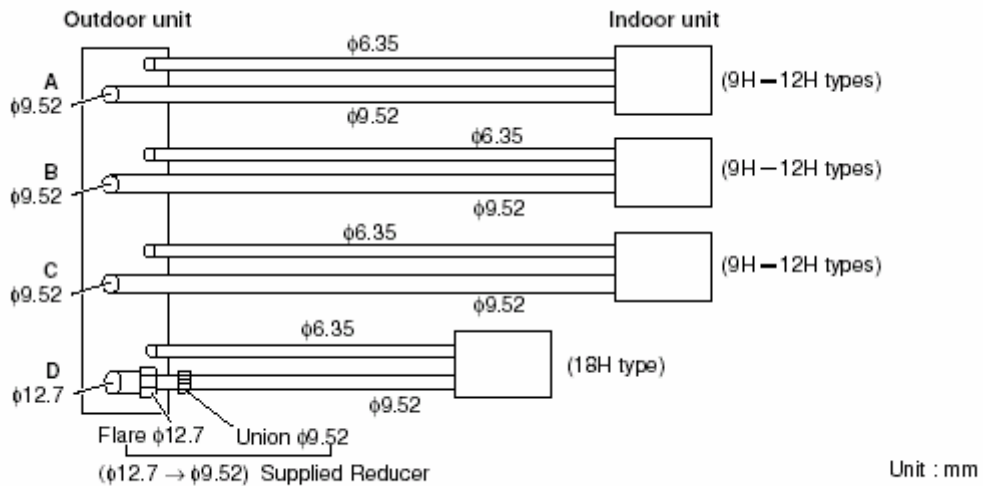 Outdoor unit
Indoor unit
φ6.35
A
φ9.52
φ9.52
(9H−12H types)
φ6.35
B
φ9.52
φ9.52
(9H−12H types)
φ6.35
C
φ9.52
φ9.52
(9H−12H types)
φ6.35
D
φ12.7
φ9.52
(18H type)
Flare φ12.7
Union φ9.52
(φ12.7 → φ9.52) Supplied Reducer
Unit : mm